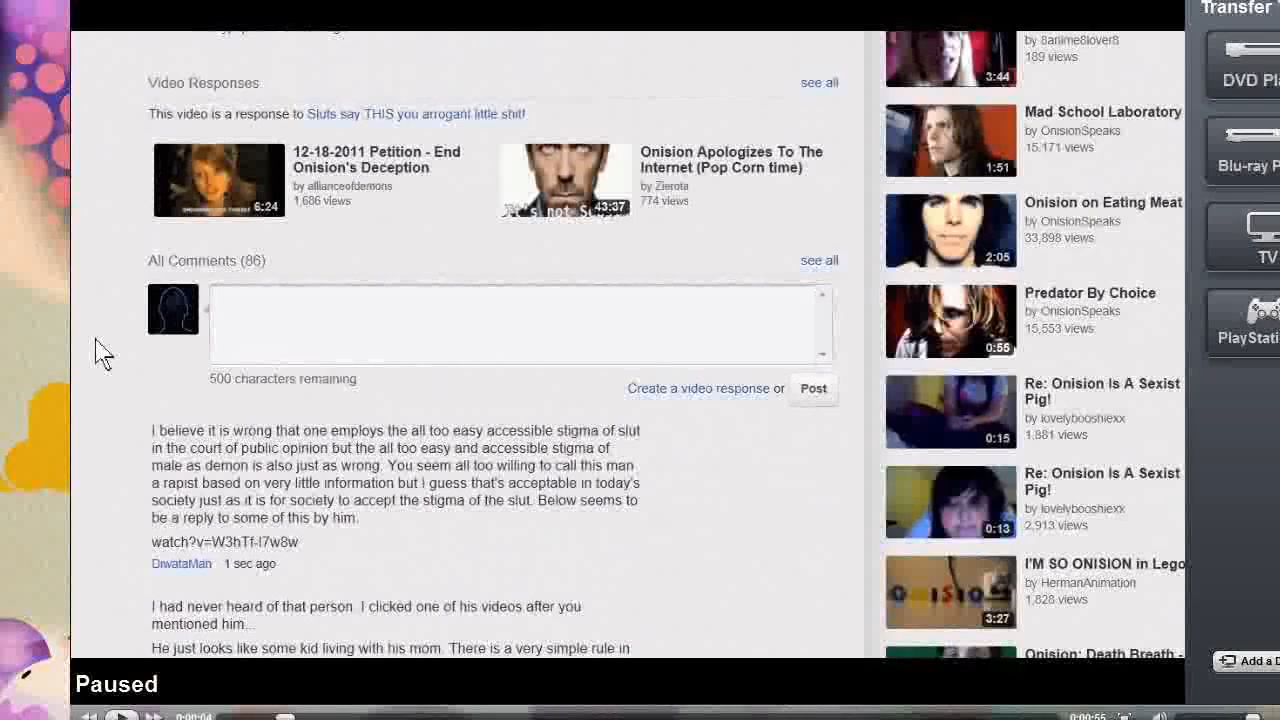 Transfer
Video Responses
see all
This video is a response to Sluts say THIS you arrogant little shit!
12-18-2011 Petition - End
Onision's Deception
by allianceofdemons
1,686 views
6:24
Onision Apologizes To The
Internet (Pop Corn time)
by Zierota
774 views
43:37
It's not
All Comments (86)
see all
500 characters remaining
Create a video response or
Post
I believe it is wrong that one employs the all too easy accessible stigma of slut
in the court of public opinion but the all too easy and accessible stigma of
male as demon is also just as wrong. You seem all too willing to call this man
a rapist based on very little information but I guess that's acceptable in today's
society just as it is for society to accept the stigma of the slut. Below seems to
be a reply to some of this by him.
watch?v=W3hTf-I7w8w
DiwataMan 1 sec ago
I had never heard of that person. I clicked one of his videos after you
mentioned him...
He just looks like some kid living with his mom. There is a very simple rule in
by 8anime8lover8
189 views
3:44
Mad School Laboratory
by OnisionSpeaks
15,171 views
1:51
Onision on Eating Meat
by OnisionSpeaks
33,898 views
2:05
Predator By Choice
by OnisionSpeaks
15,553 views
0:55
Re: Onision Is A Sexist
Pig!
by lovelybooshiexx
1,881 views
0:15
Re: Onision Is A Sexist
Pig!
by lovelybooshiexx
2,913 views
0:13
I'M SO ONISION in Lego
by HermanAnimation
1,828 views
ONISION
3:27
Onision: Death Breath -
DVD Pl
Blu-ray P
TV
PlayStati
Add a D
Paused
0:00:04
0:00:55